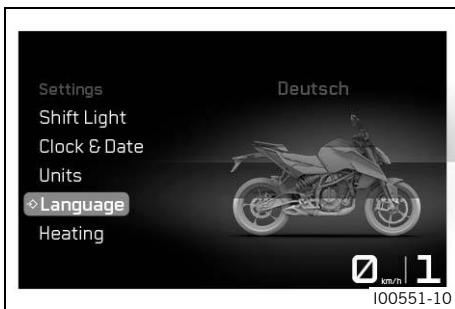 Settings
Deutsch
Shift Light
Clock & Date
Units
Language
Heating
0 km/h 1
I00551-10